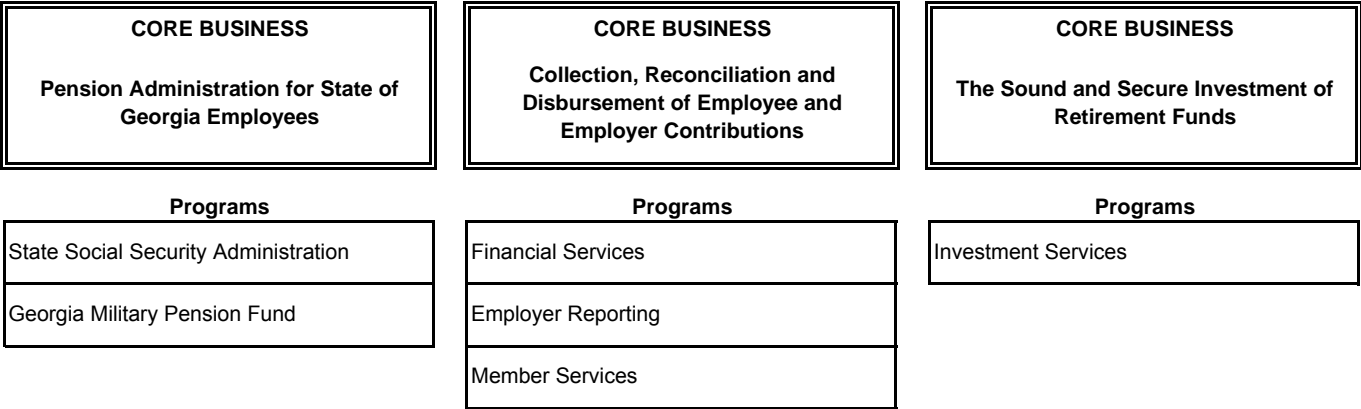 CORE BUSINESS
Pension Administration for State of
Georgia Employees
CORE BUSINESS
Collection, Reconciliation and
Disbursement of Employee and
Employer Contributions
CORE BUSINESS
The Sound and Secure Investment of
Retirement Funds
Programs
State Social Security Administration
Georgia Military Pension Fund
Programs
Financial Services
Employer Reporting
Member Services
Programs
Investment Services